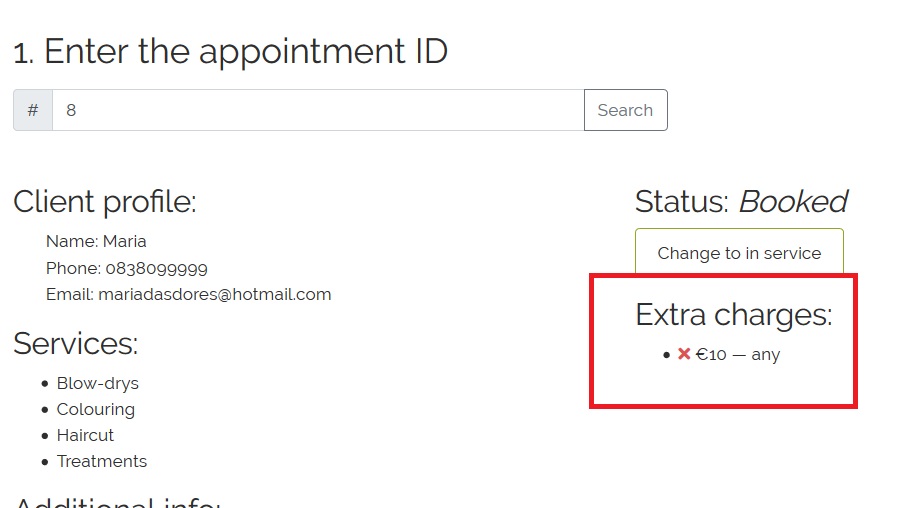 1. Enter the appointment ID
# 8 Search
Client profile:
Name: Maria
Phone: 0838099999
Email: mariadasdores@hotmail.com
Services:
• Blow-drys
• Colouring
• Haircut
• Treatments
Additional info:
Status: Booked
Change to in service
Extra charges:
• ❌ €10 — any